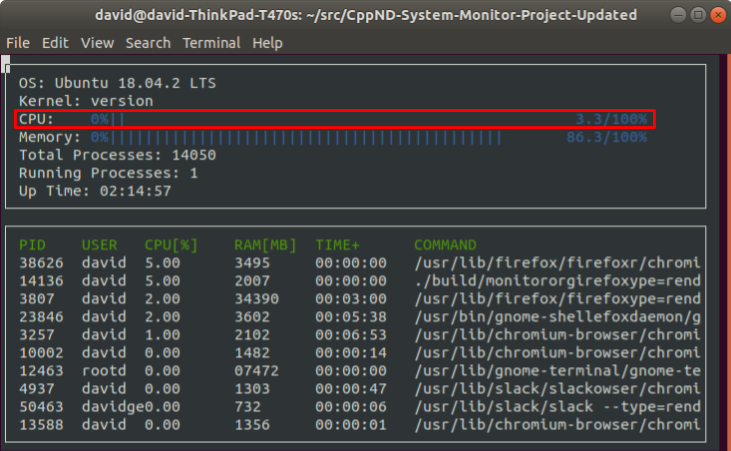 david@david-ThinkPad-T470s: ~/src/CppND-System-Monitor-Project-Updated
File Edit View Search Terminal Help
OS: Ubuntu 18.04.2 LTS
Kernel: version
CPU: 0%|| 3.3/100%
Memory: 0%||||||||||||||||||||||||||||||||||||||||||||| 86.3/100%
Total Processes: 14050
Running Processes: 1
Up Time: 02:14:57
PID USER CPU[%] RAM[MB] TIME+ COMMAND
38626 david 5.00 3495 00:00:00 /usr/lib/firefox/firefoxr/chromi
14136 david 5.00 2007 00:00:00 ./build/monitororgirefoxype=rend
3807 david 2.00 34390 00:03:00 /usr/lib/firefox/firefoxype=rend
23846 david 2.00 3602 00:05:38 /usr/bin/gnome-shellefoxdaemon/g
3257 david 1.00 2102 00:06:53 /usr/lib/chromium-browser/chromi
10002 david 0.00 1482 00:00:14 /usr/lib/chromium-browser/chromi
12463 rootd 0.00 07472 00:00:00 /usr/lib/gnome-terminal/gnome-te
4937 david 0.00 1303 00:00:47 /usr/lib/slack/slackowser/chromi
50463 davidge0.00 732 00:00:06 /usr/lib/slack/slack --type=rend
13588 david 0.00 1356 00:00:01 /usr/lib/chromium-browser/chromi